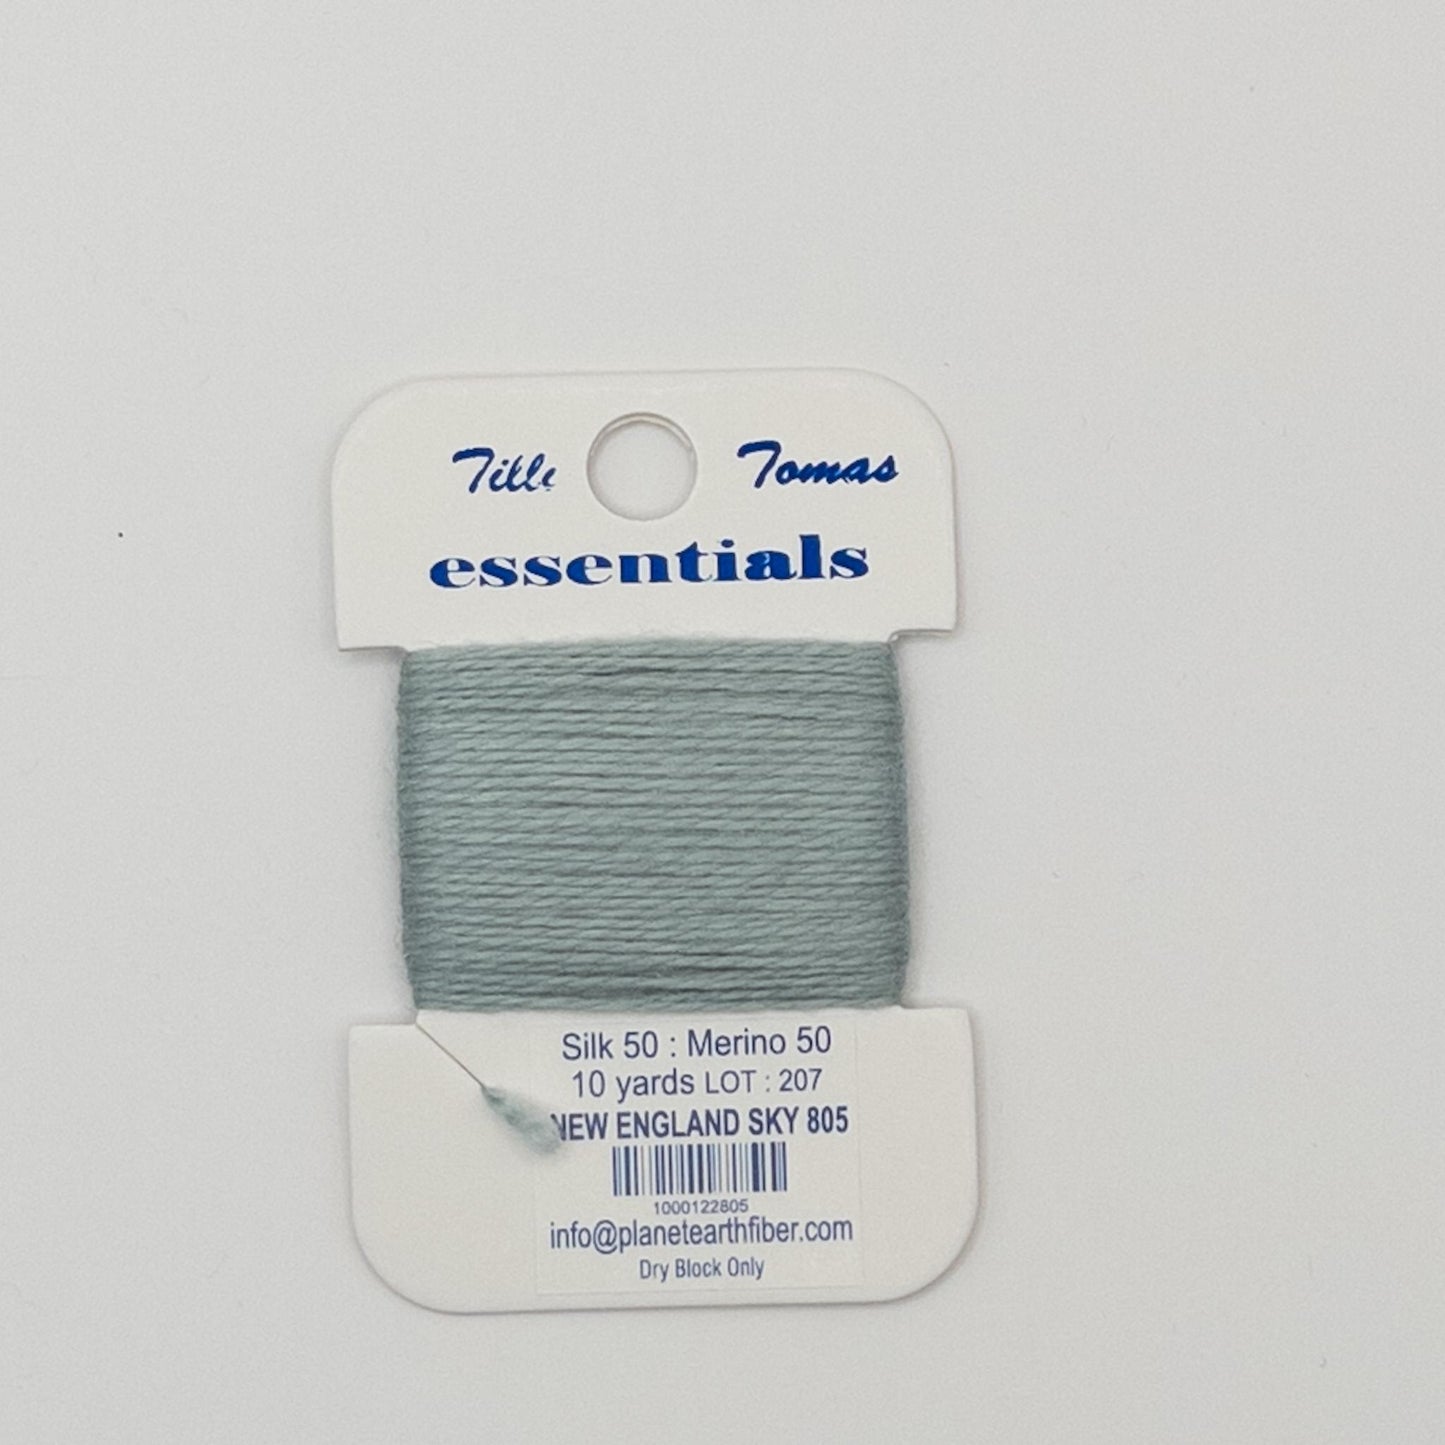 Tomas
essentials
Silk 50 : Merino 50
10 yards LOT : 207
NEW ENGLAND SKY 805
1000122805
info@planetearthfiber.com
Dry Block Only